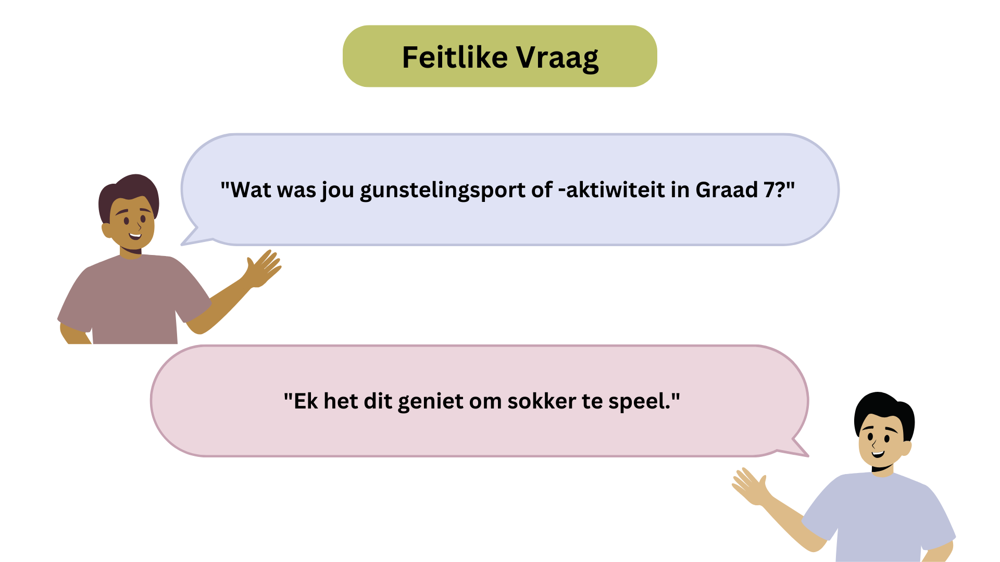 Feitlike Vraag
"Wat was jou gunstelingsport of -aktiwiteit in Graad 7?"
"Ek het dit geniet om sokker te speel."